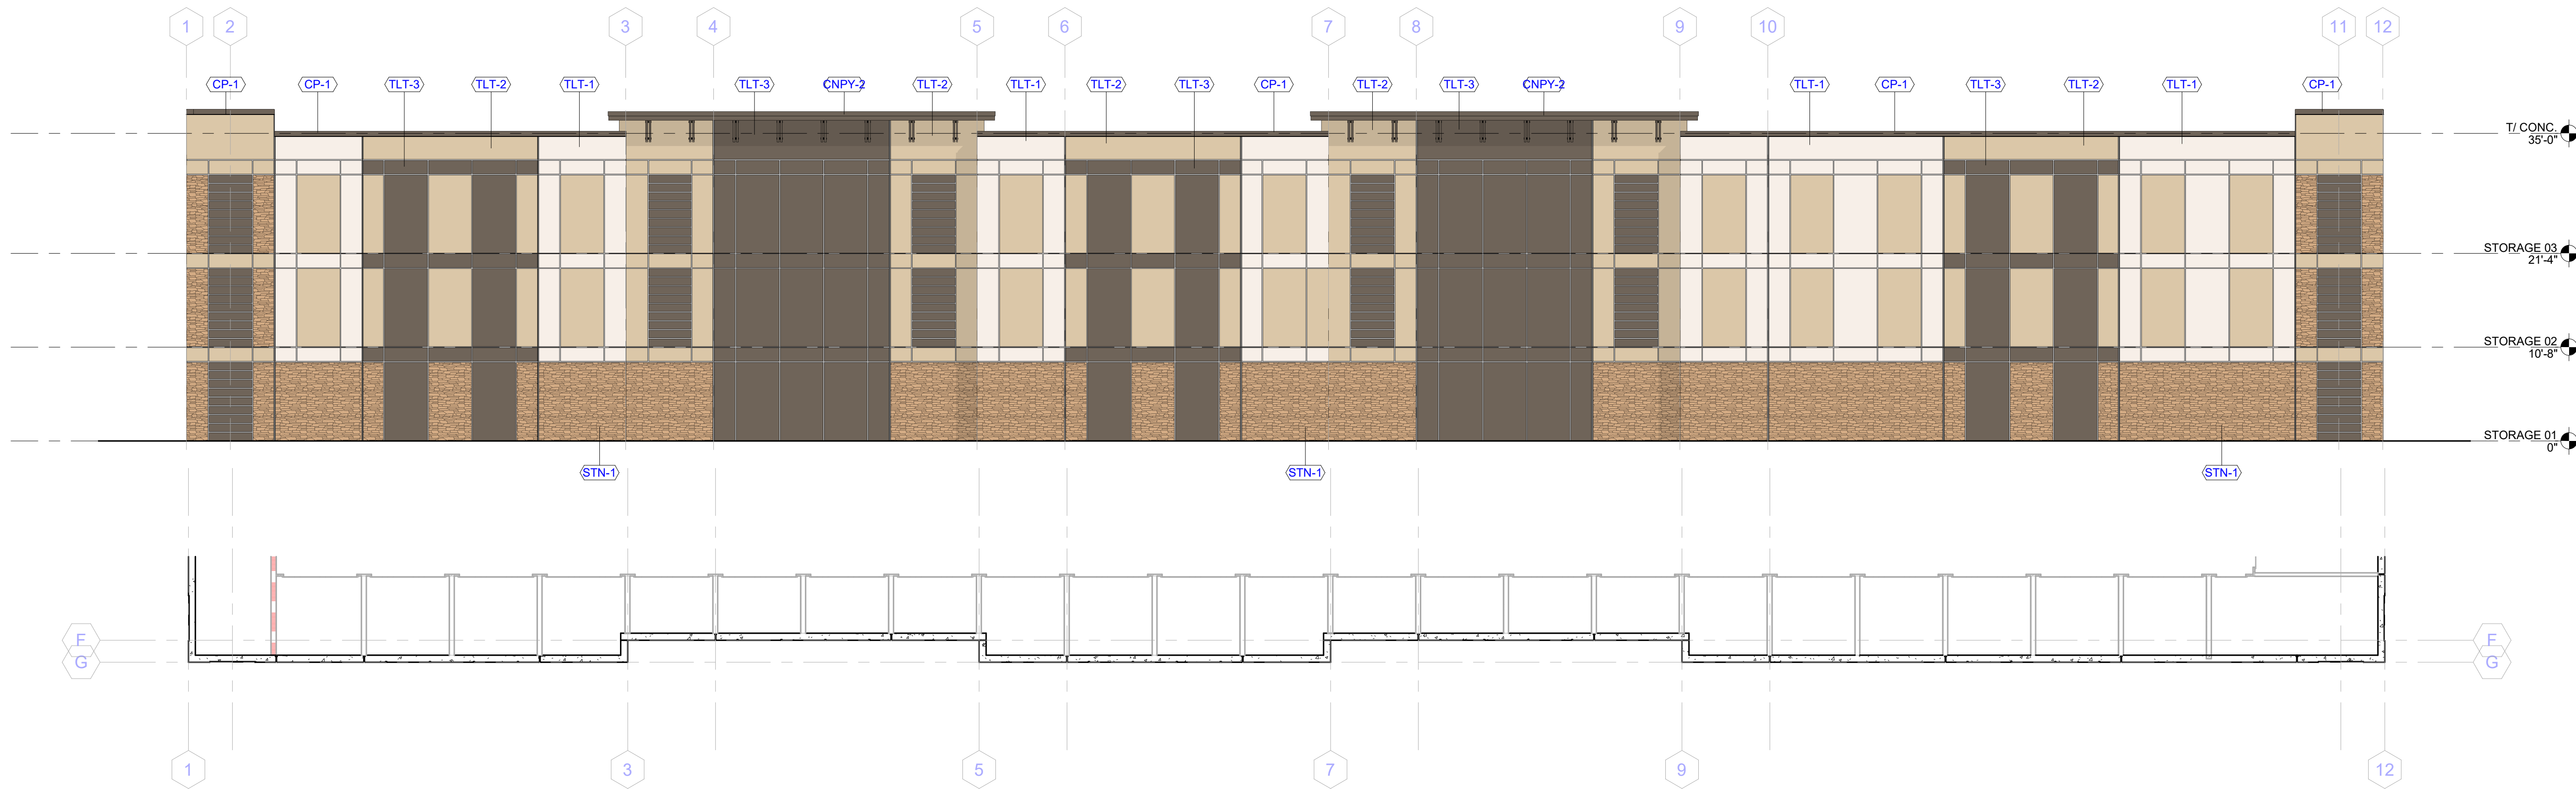 1
2
3
4
5
6
7
8
9
10
11
12
CP-1
CP-1
TLT-3
TLT-2
TLT-1
TLT-3
CNPY-2
TLT-2
TLT-1
TLT-2
TLT-3
CP-1
TLT-2
TLT-3
CNPY-2
TLT-1
CP-1
TLT-3
TLT-2
TLT-1
CP-1
T/ CONC.
35'-0"
STORAGE 03
21'-4"
STORAGE 02
10'-8"
STORAGE 01
0"
STN-1
STN-1
STN-1
F
F
G
G
1
3
5
7
9
12